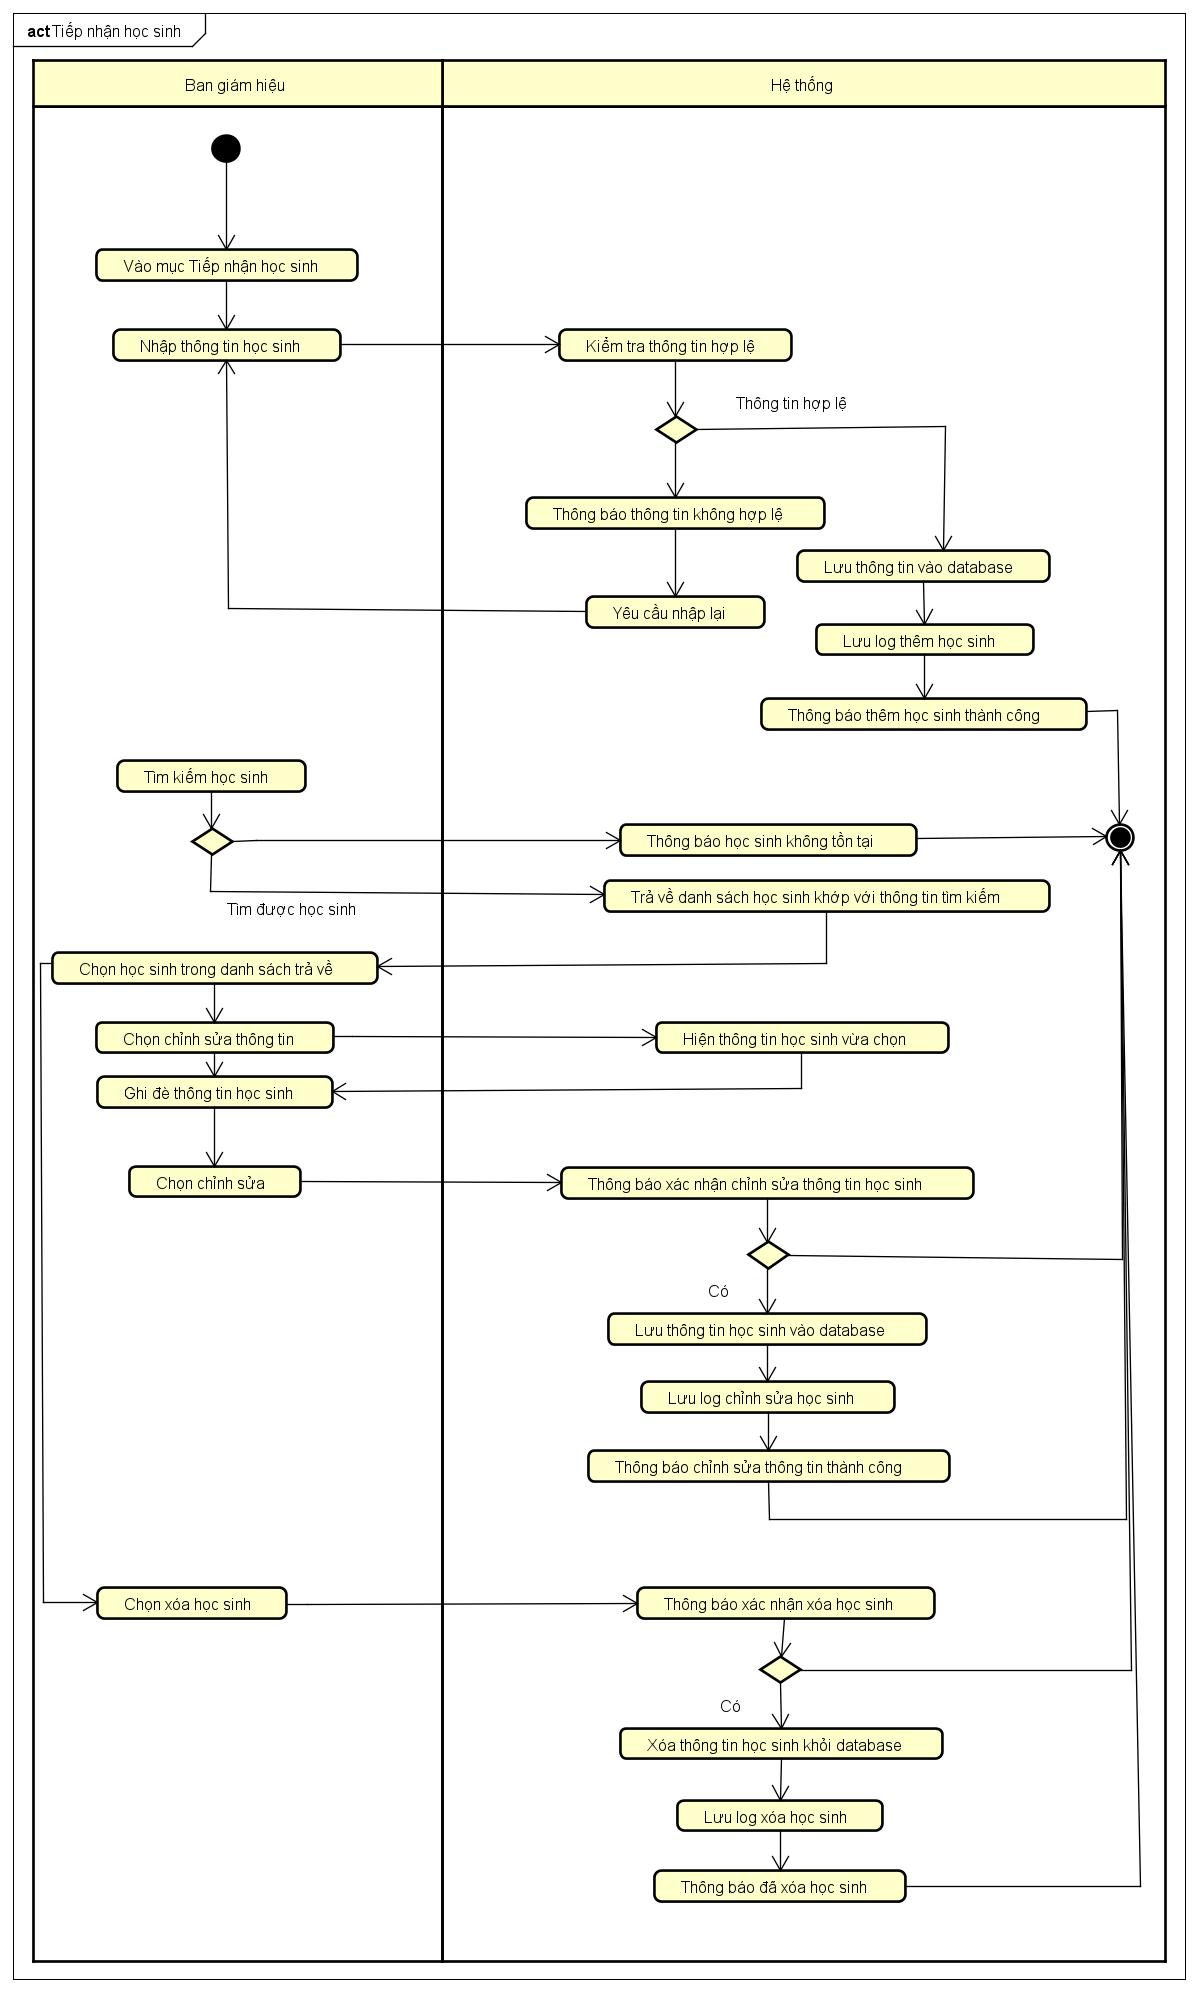 act Tiếp nhận học sinh
Ban giám hiệu
Hệ thống
Vào mục Tiếp nhận học sinh
Nhập thông tin học sinh
Kiểm tra thông tin hợp lệ
Thông tin hợp lệ
Thông báo thông tin không hợp lệ
Lưu thông tin vào database
Yêu cầu nhập lại
Lưu log thêm học sinh
Thông báo thêm học sinh thành công
Tìm kiếm học sinh
Thông báo học sinh không tồn tại
Trả về danh sách học sinh khớp với thông tin tìm kiếm
Tìm được học sinh
Chọn học sinh trong danh sách trả về
Chọn chỉnh sửa thông tin
Hiện thông tin học sinh vừa chọn
Ghi đè thông tin học sinh
Chọn chỉnh sửa
Thông báo xác nhận chỉnh sửa thông tin học sinh
Có
Lưu thông tin học sinh vào database
Lưu log chỉnh sửa học sinh
Thông báo chỉnh sửa thông tin thành công
Chọn xóa học sinh
Thông báo xác nhận xóa học sinh
Có
Xóa thông tin học sinh khỏi database
Lưu log xóa học sinh
Thông báo đã xóa học sinh